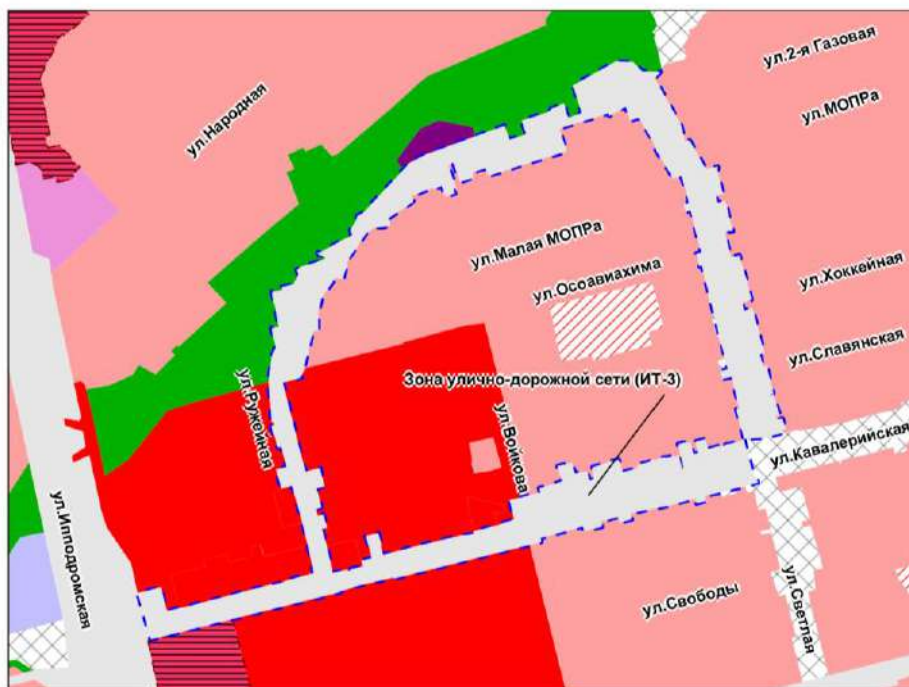 ул.2-я Газовая
ул.Народная
ул.МОПРа
ул.Малая МОПРа
ул.Осоавиахима
ул.Хоккейная
ул.Славянская
Зона улично-дорожной сети (ИТ-3)
ул.Ружейная
ул.Войкова
ул.Кавалерийская
ул.Ипподромская
ул.Свободы
ул.Светлая